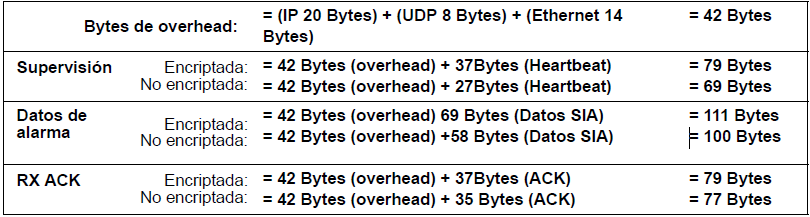 Bytes de overhead: = (IP 20 Bytes) + (UDP 8 Bytes) + (Ethernet 14 Bytes) = 42 Bytes
Supervisión Encriptada: = 42 Bytes (overhead) + 37Bytes (Heartbeat) = 79 Bytes
No encriptada: = 42 Bytes (overhead) + 27Bytes (Heartbeat) = 69 Bytes
Datos de alarma Encriptada: = 42 Bytes (overhead) 69 Bytes (Datos SIA) = 111 Bytes
No encriptada: = 42 Bytes (overhead) +58 Bytes (Datos SIA) = 100 Bytes
RX ACK Encriptada: = 42 Bytes (overhead) + 37Bytes (ACK) = 79 Bytes
No encriptada: = 42 Bytes (overhead) + 35 Bytes (ACK) = 77 Bytes